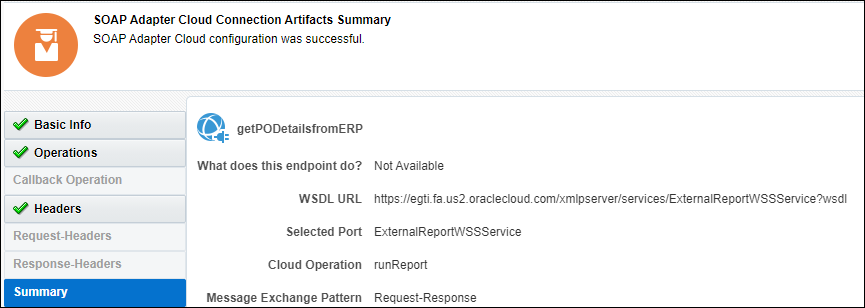 SOAP Adapter Cloud Connection Artifacts Summary
SOAP Adapter Cloud configuration was successful.
Basic Info
Operations
Callback Operation
Headers
Request-Headers
Response-Headers
Summary
getPODetailsfromERP
What does this endpoint do? Not Available
WSDL URL https://egti.fa.us2.oraclecloud.com/xmlpserver/services/ExternalReportWSSService?wsdl
Selected Port ExternalReportWSSService
Cloud Operation runReport
Message Exchange Pattern Request-Response